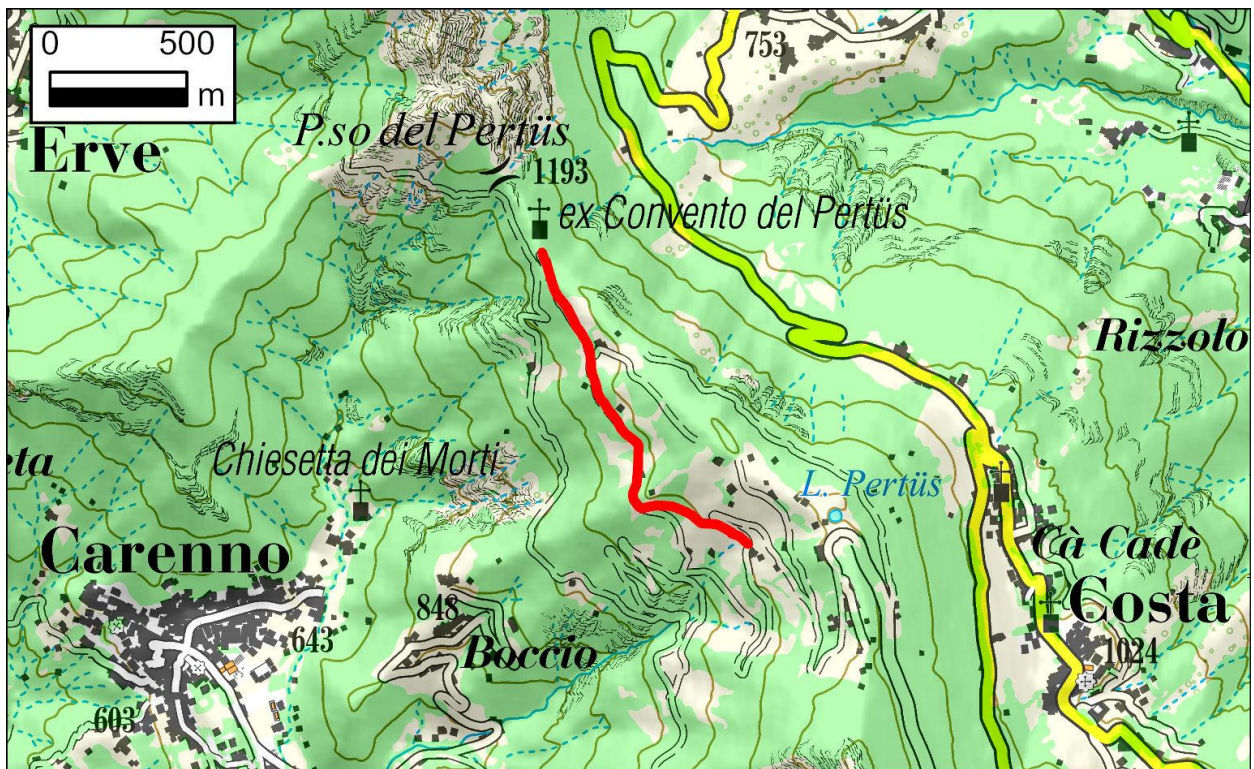 0 500
m
753
Erve
P.so del Pertüs
1193
ex Convento del Pertüs
Rizzolo
eta
Chiesetta dei Morti
L. Pertüs
Carenno
Cà Cadè
Costa
848
643
Boccio
1024
603